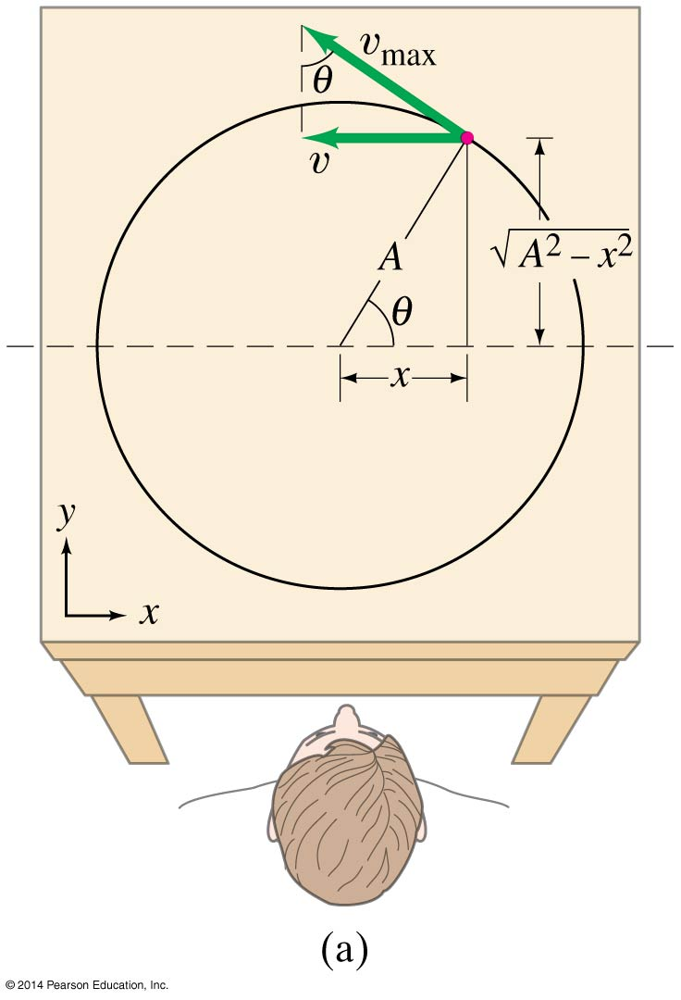 v_max
θ
v
√(A² − x²)
A
θ
x
y
x
(a)
© 2014 Pearson Education, Inc.